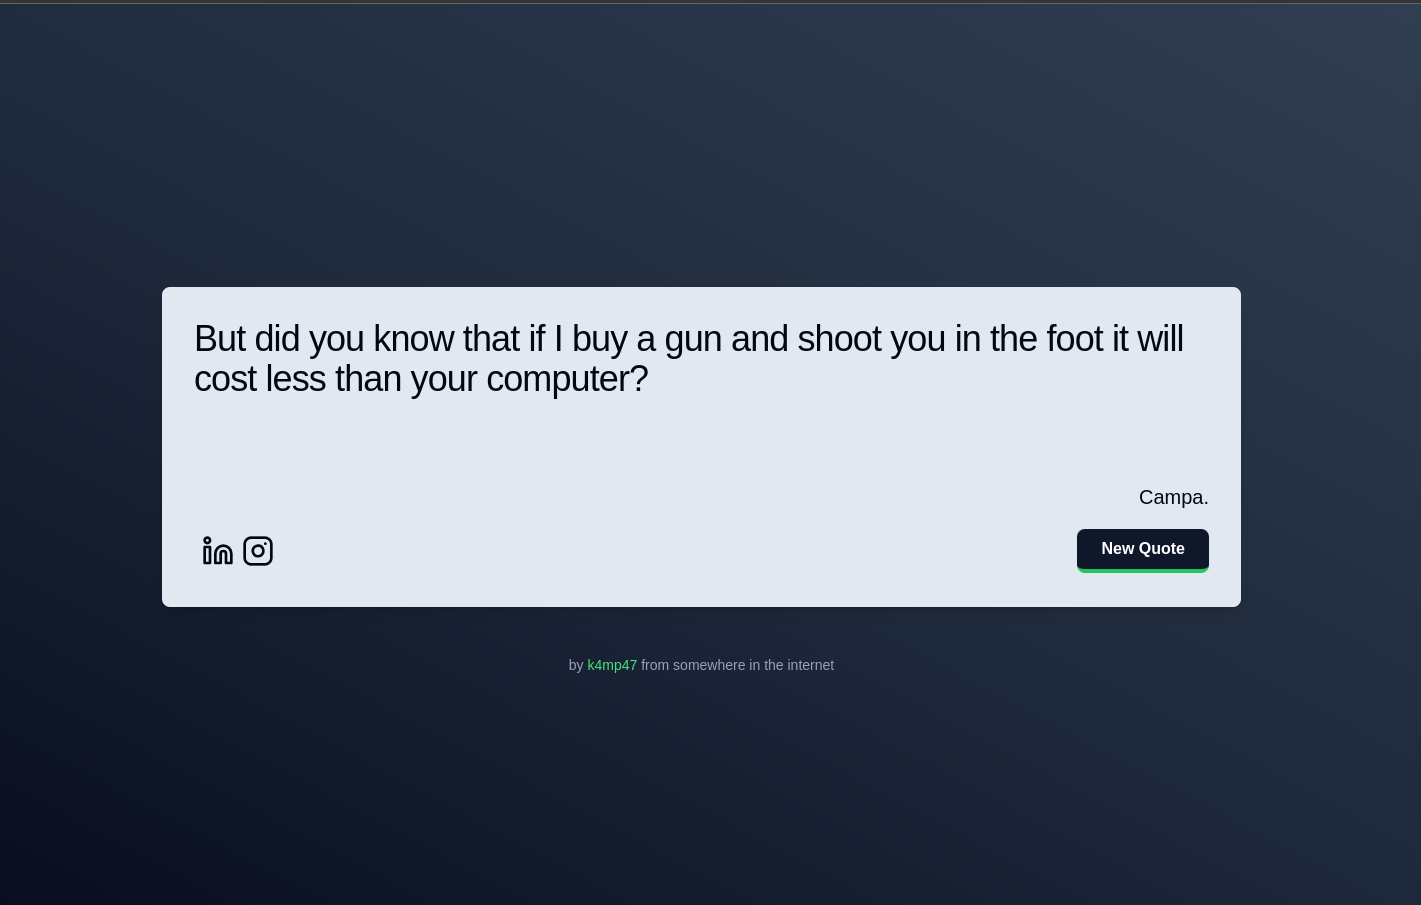 But did you know that if I buy a gun and shoot you in the foot it will
cost less than your computer?
Campa.
New Quote
by k4mp47 from somewhere in the internet